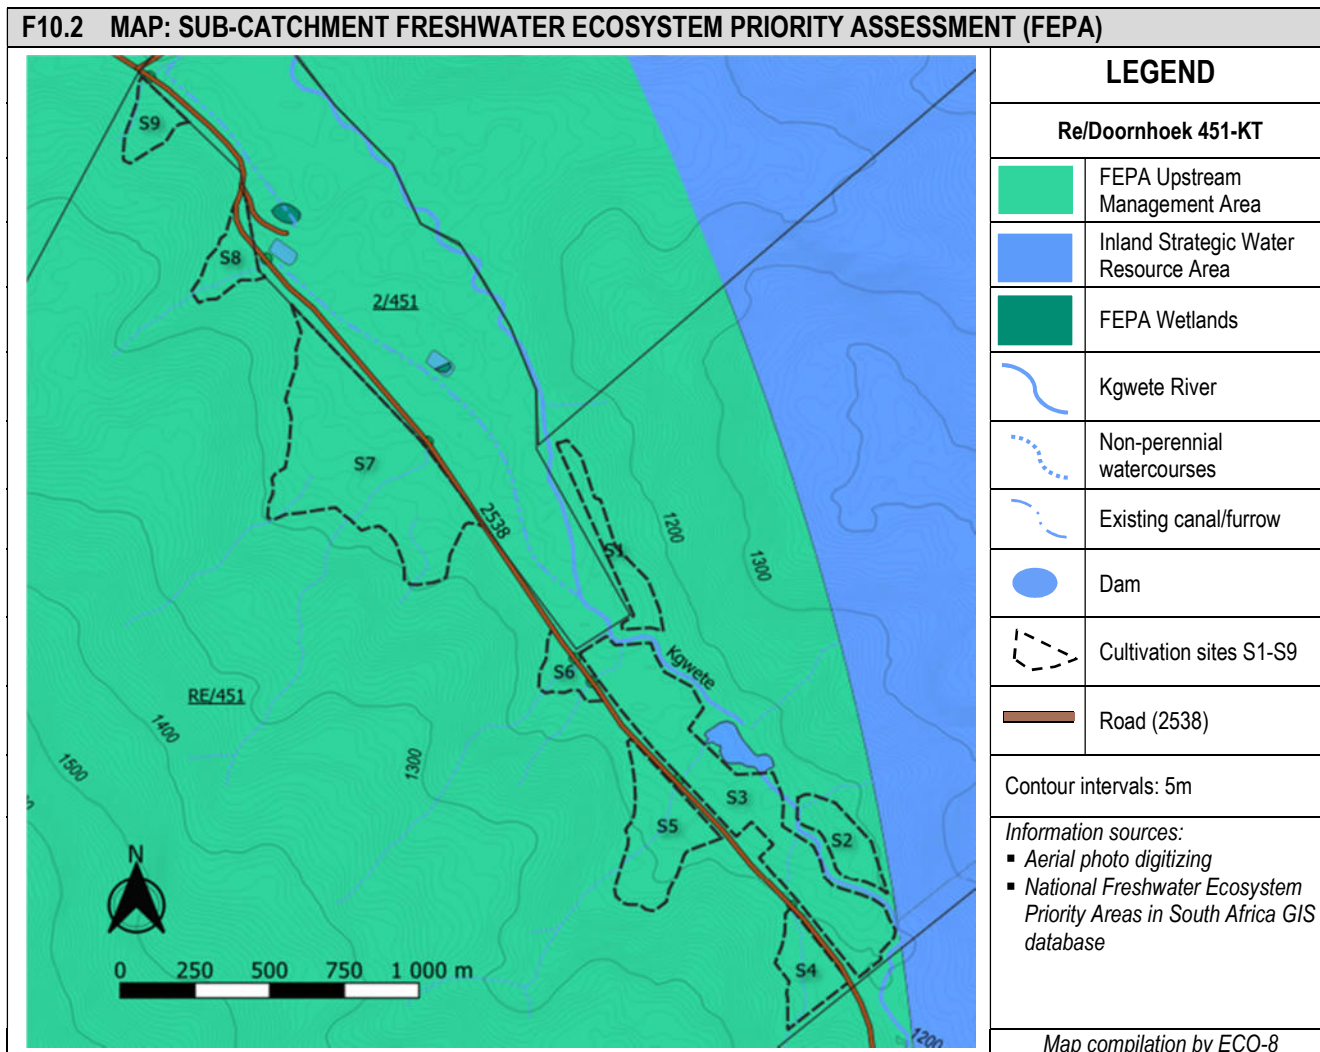 F10.2 MAP: SUB-CATCHMENT FRESHWATER ECOSYSTEM PRIORITY ASSESSMENT (FEPA)
S9
S8
2/451
S7
2538
S1
1200
1300
Kgwete
S6
RE/451
1400
1500
1300
S3
S5
S2
S4
1200
N
0 250 500 750 1 000 m
LEGEND
Re/Doornhoek 451-KT
FEPA Upstream
Management Area
Inland Strategic Water
Resource Area
FEPA Wetlands
Kgwete River
Non-perennial
watercourses
Existing canal/furrow
Dam
Cultivation sites S1-S9
Road (2538)
Contour intervals: 5m
Information sources:
▪ Aerial photo digitizing
▪ National Freshwater Ecosystem
Priority Areas in South Africa GIS
database
Map compilation by ECO-8